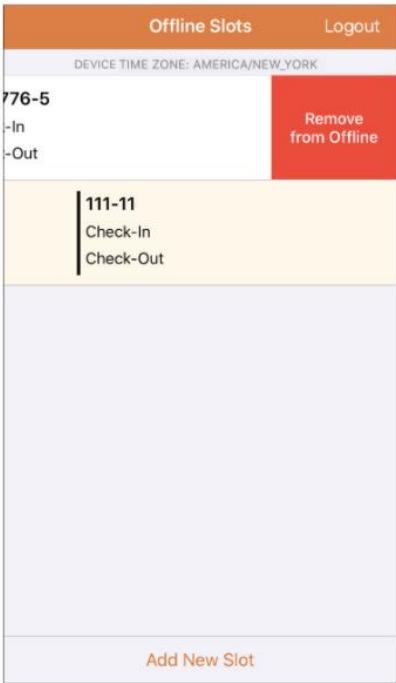 Offline Slots
Logout
DEVICE TIME ZONE: AMERICA/NEW_YORK
776-5
-In
-Out
Remove
from Offline
111-11
Check-In
Check-Out
Add New Slot